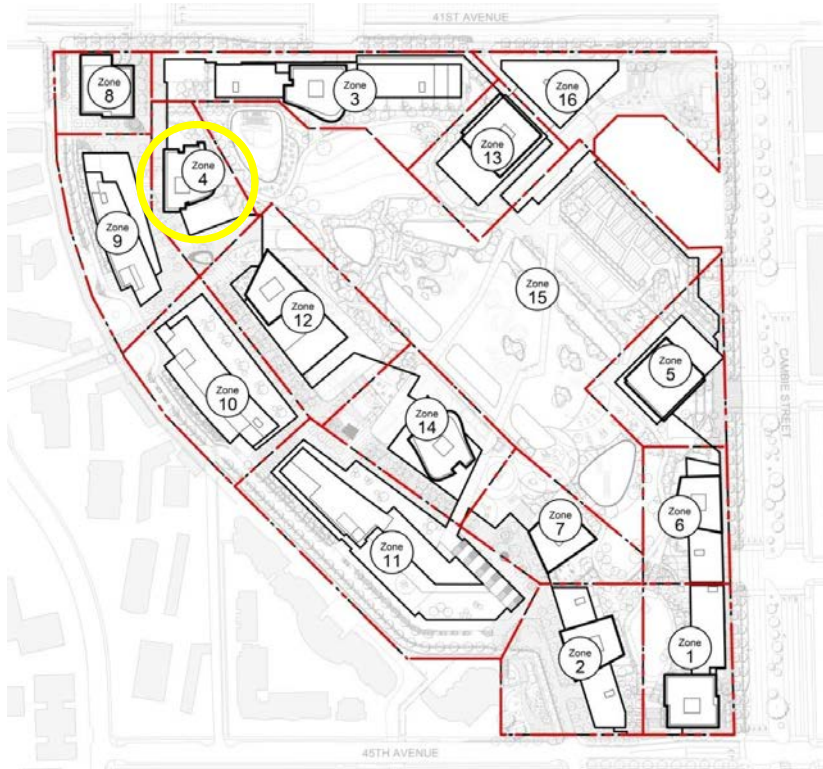 41ST AVENUE
Zone
8
Zone
3
Zone
16
Zone
13
Zone
4
Zone
9
Zone
15
Zone
12
Zone
5
CAMBIE STREET
Zone
10
Zone
14
Zone
6
Zone
7
Zone
11
Zone
1
Zone
2
45TH AVENUE